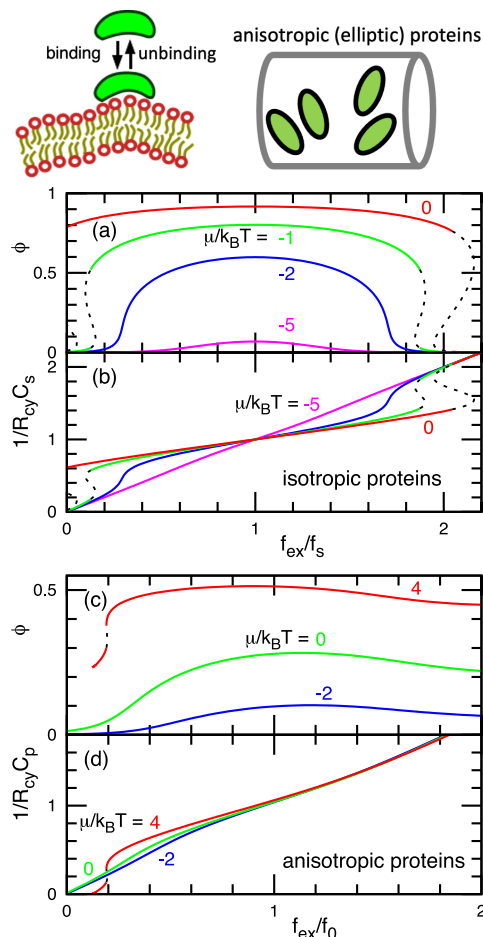 binding
unbinding
anisotropic (elliptic) proteins
(a)
ϕ
1
0.5
0
0
μ/k_BT = -1
-2
-5
(b)
1/R_cyC_s
2
1
0
μ/k_BT = -5
0
isotropic proteins
0
1
2
f_ex/f_s
(c)
ϕ
0.5
0
4
μ/k_BT = 0
-2
(d)
1/R_cyC_p
1
0
μ/k_BT = 4
0
-2
anisotropic proteins
0
1
2
f_ex/f_0